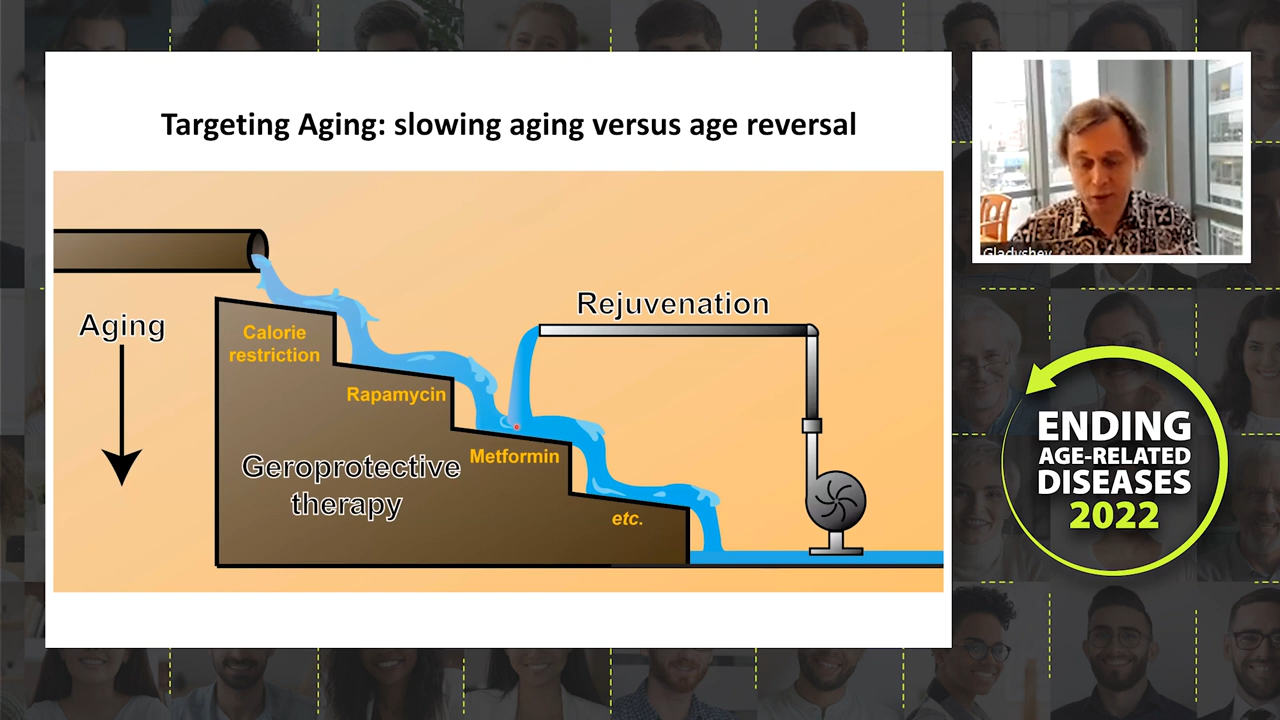 Targeting Aging: slowing aging versus age reversal
Aging
Calorie
restriction
Rapamycin
Metformin
etc.
Geroprotective
therapy
Rejuvenation
Gladyshev
ENDING
AGE-RELATED
DISEASES
2022